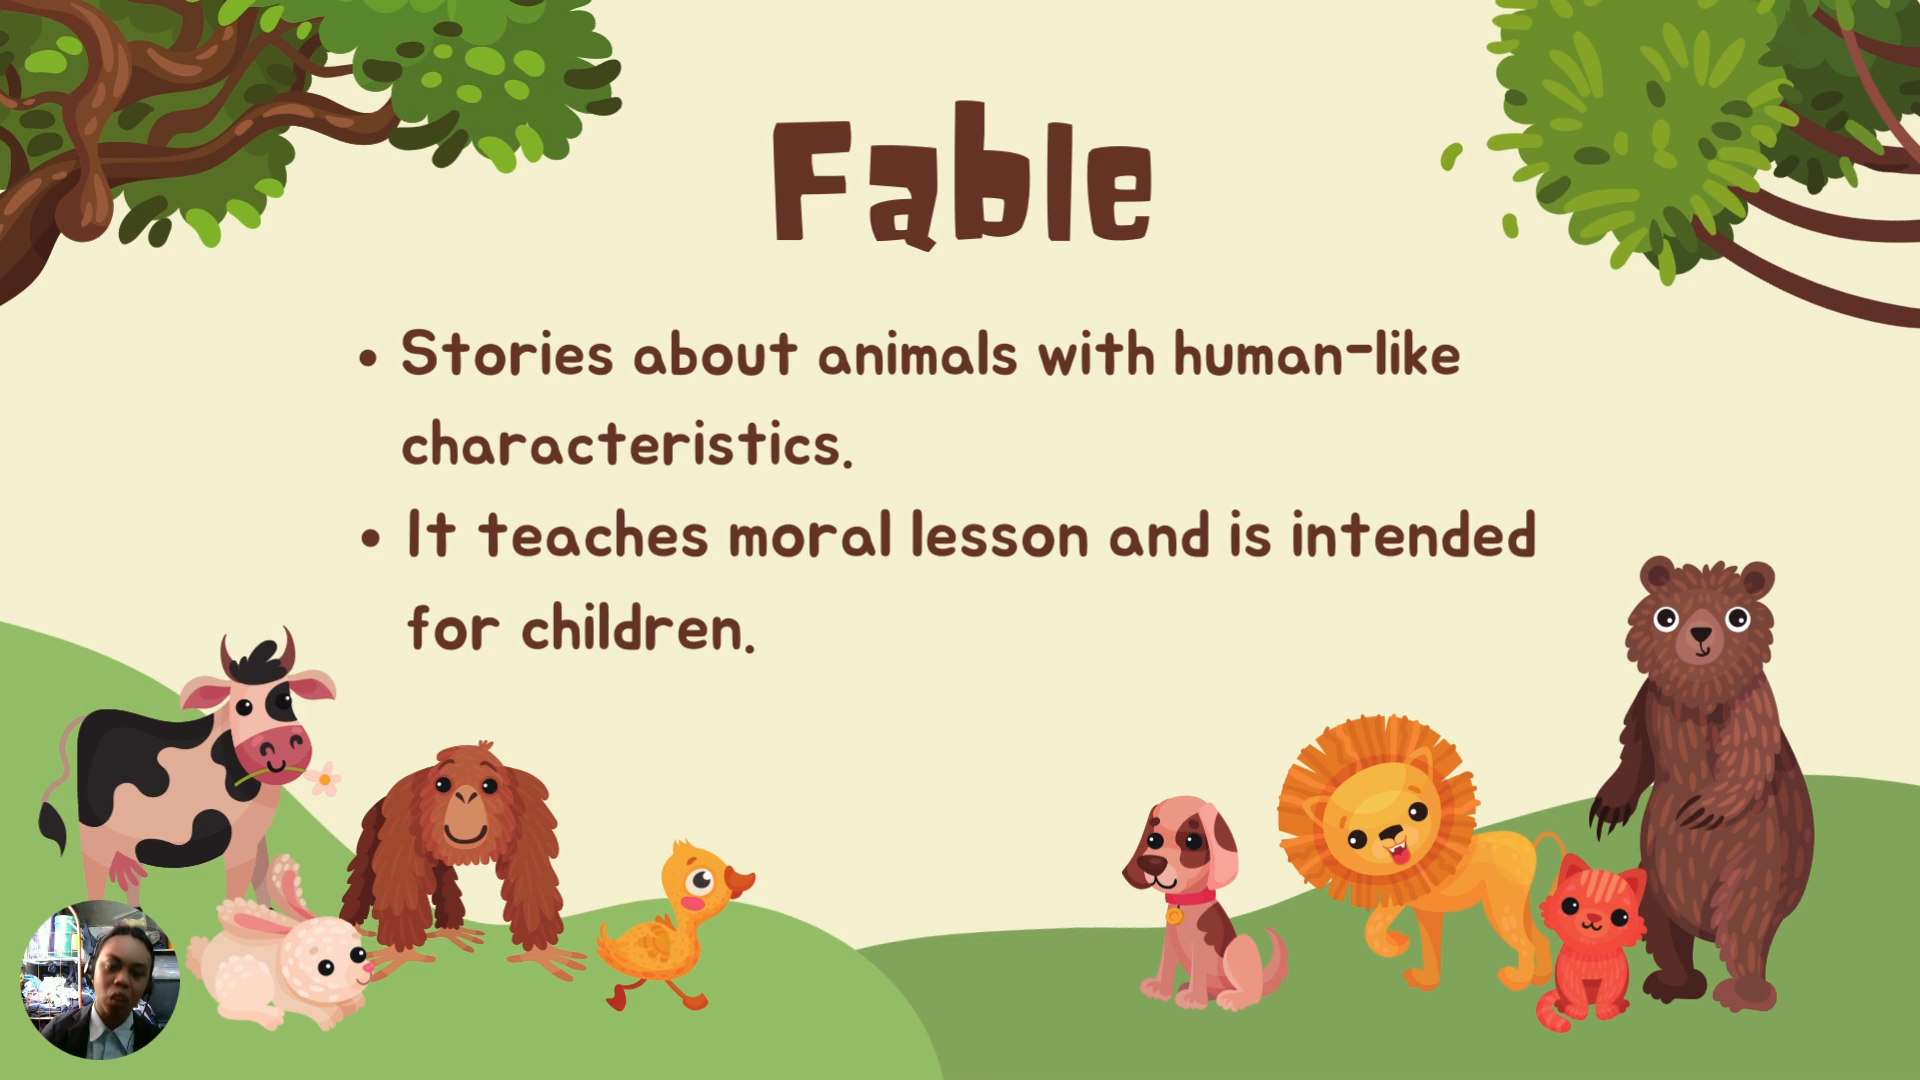 Fable
• Stories about animals with human-like
characteristics.
• It teaches moral lesson and is intended
for children.